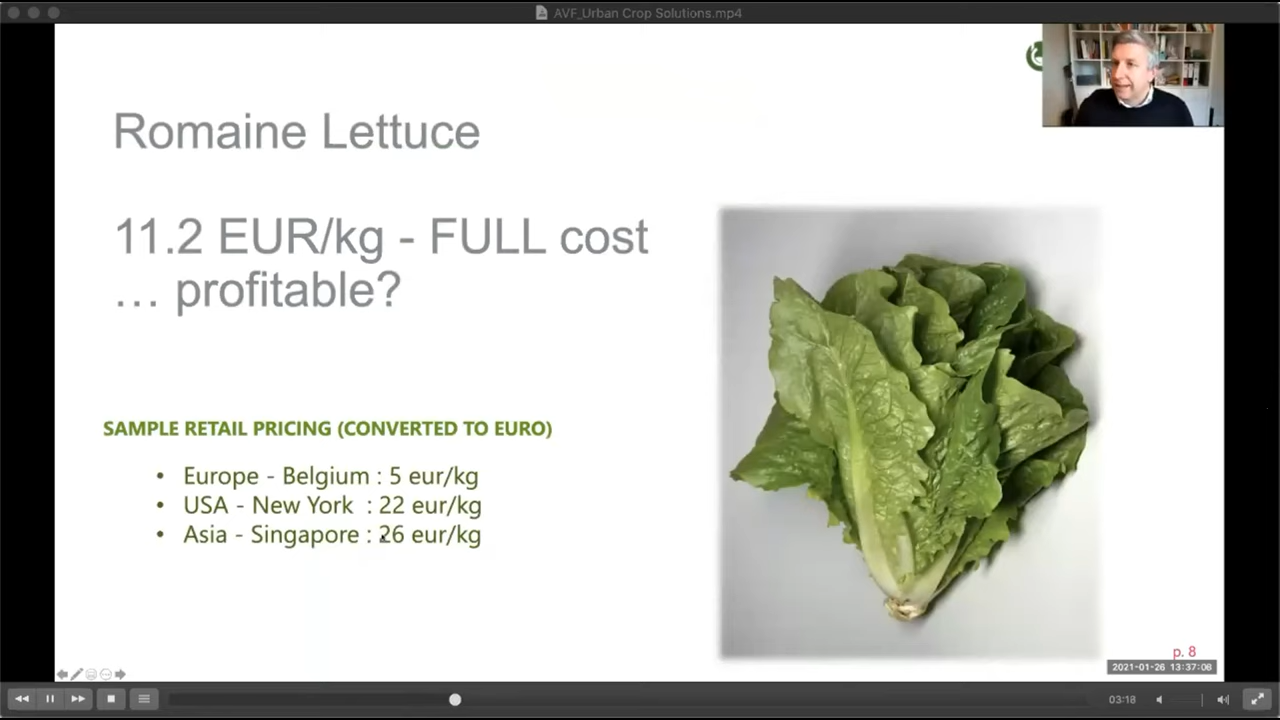 AVF_Urban Crop Solutions.mp4
Romaine Lettuce
11.2 EUR/kg - FULL cost
… profitable?
SAMPLE RETAIL PRICING (CONVERTED TO EURO)
• Europe - Belgium : 5 eur/kg
• USA - New York : 22 eur/kg
• Asia - Singapore : 26 eur/kg
p. 8
2021-01-26 13:37:06
03:18